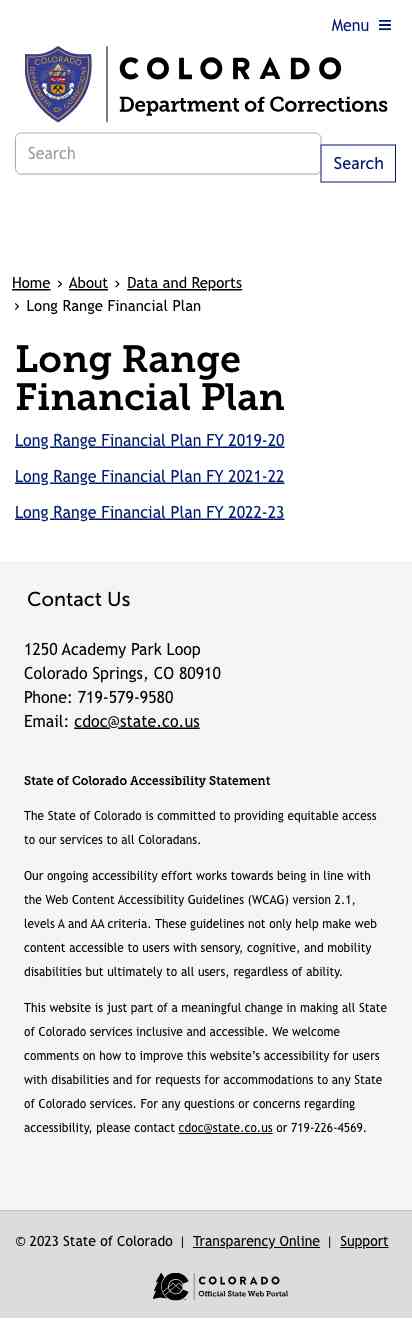 Menu
COLORADO
COLORADO
Department of Corrections
Search
Search
Home › About › Data and Reports
› Long Range Financial Plan
Long Range
Financial Plan
Long Range Financial Plan FY 2019-20
Long Range Financial Plan FY 2021-22
Long Range Financial Plan FY 2022-23
Contact Us
1250 Academy Park Loop
Colorado Springs, CO 80910
Phone: 719-579-9580
Email: cdoc@state.co.us
State of Colorado Accessibility Statement
The State of Colorado is committed to providing equitable access
to our services to all Coloradans.
Our ongoing accessibility effort works towards being in line with
the Web Content Accessibility Guidelines (WCAG) version 2.1,
levels A and AA criteria. These guidelines not only help make web
content accessible to users with sensory, cognitive, and mobility
disabilities but ultimately to all users, regardless of ability.
This website is just part of a meaningful change in making all State
of Colorado services inclusive and accessible. We welcome
comments on how to improve this website’s accessibility for users
with disabilities and for requests for accommodations to any State
of Colorado services. For any questions or concerns regarding
accessibility, please contact cdoc@state.co.us or 719-226-4569.
© 2023 State of Colorado | Transparency Online | Support
COLORADO
Official State Web Portal